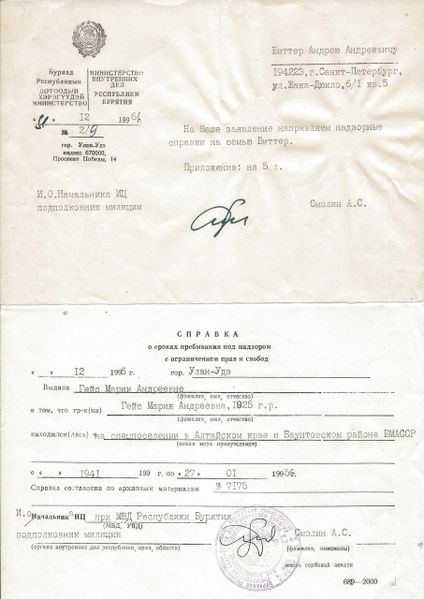 Буряад
Республикын
ДОТООДЫН
ХЭРЭГҮҮДЭЙ
МИНИСТЕРСТВО
МИНИСТЕРСТВО
ВНУТРЕННИХ
ДЕЛ
РЕСПУБЛИКИ
БУРЯТИЯ
12 1996г.
№ 2/9
гор. Улан-Удэ
индекс 670000,
Проспект Победы, 14
Виттер Андрею Андреевичу
194223,г.Санкт-Петербург,
ул.Жака-Дюкло,6/I кв.5
На Ваше заявление направляем надзорные
справки на семью Виттер.
Приложение: на 5 л.
И.О.Начальника ИЦ
подполковник милиции
Смолин А.С.
СПРАВКА
о сроках пребывания под надзором
с ограничением прав и свобод
« » 12 1996 г. гор. Улан-Удэ
Выдана Гейс Марии Андреевне
(фамилия, имя, отчество)
в том, что гр-н(ка) Гейс Мария Андреевна,1925 г.р.
(фамилия, имя, отчество)
находился(лась) на спецпоселении в Алтайском крае и Баунтовском районе БМАССР
(какая мера принуждения)
с « » 1941 199 г. по «27» 01 1956г.
Справка составлена по архивным материалам № 7175
И.О.Начальника ИЦ при МВД Республики Бурятия
(МВД, УВД)
подполковник милиции
Смолин А.С.
(органа внутренних дел республики, края, области)
(фамилия, инициалы)
место гербовой печати
689—2000